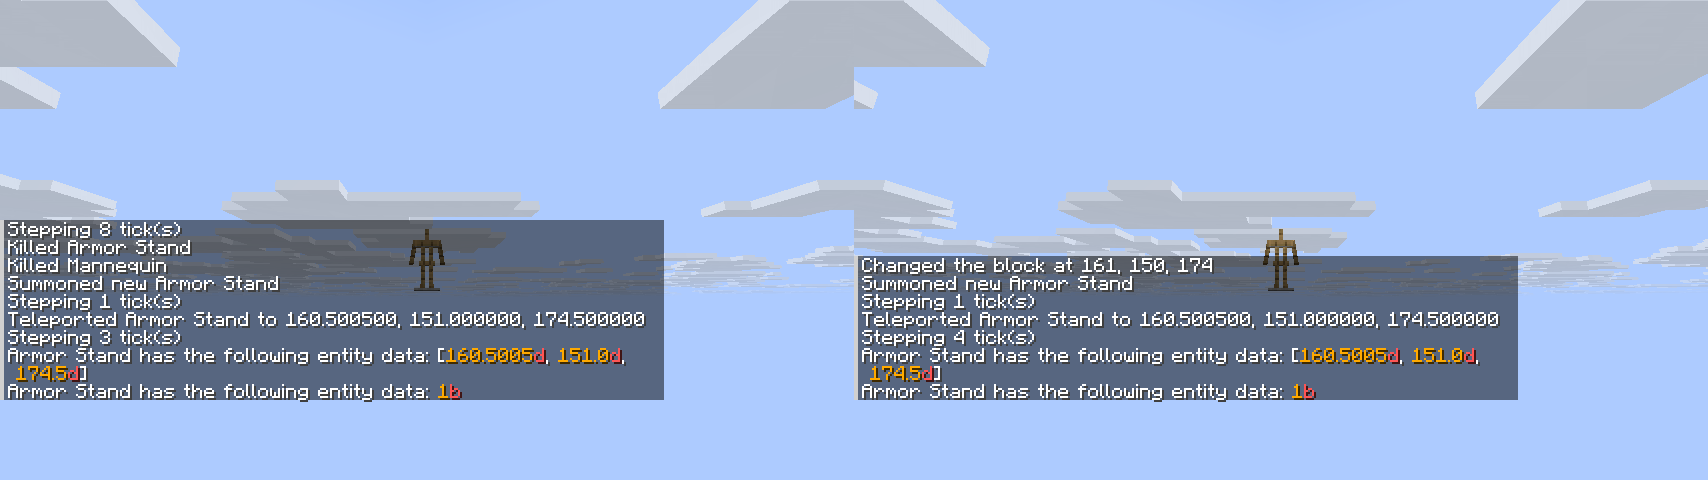 Stepping 8 tick(s)
Killed Armor Stand
Killed Mannequin
Summoned new Armor Stand
Stepping 1 tick(s)
Teleported Armor Stand to 160.500500, 151.000000, 174.500000
Stepping 3 tick(s)
Armor Stand has the following entity data: [160.5005d, 151.0d,
174.5d]
Armor Stand has the following entity data: 1b
Changed the block at 161, 150, 174
Summoned new Armor Stand
Stepping 1 tick(s)
Teleported Armor Stand to 160.500500, 151.000000, 174.500000
Stepping 4 tick(s)
Armor Stand has the following entity data: [160.5005d, 151.0d,
174.5d]
Armor Stand has the following entity data: 1b